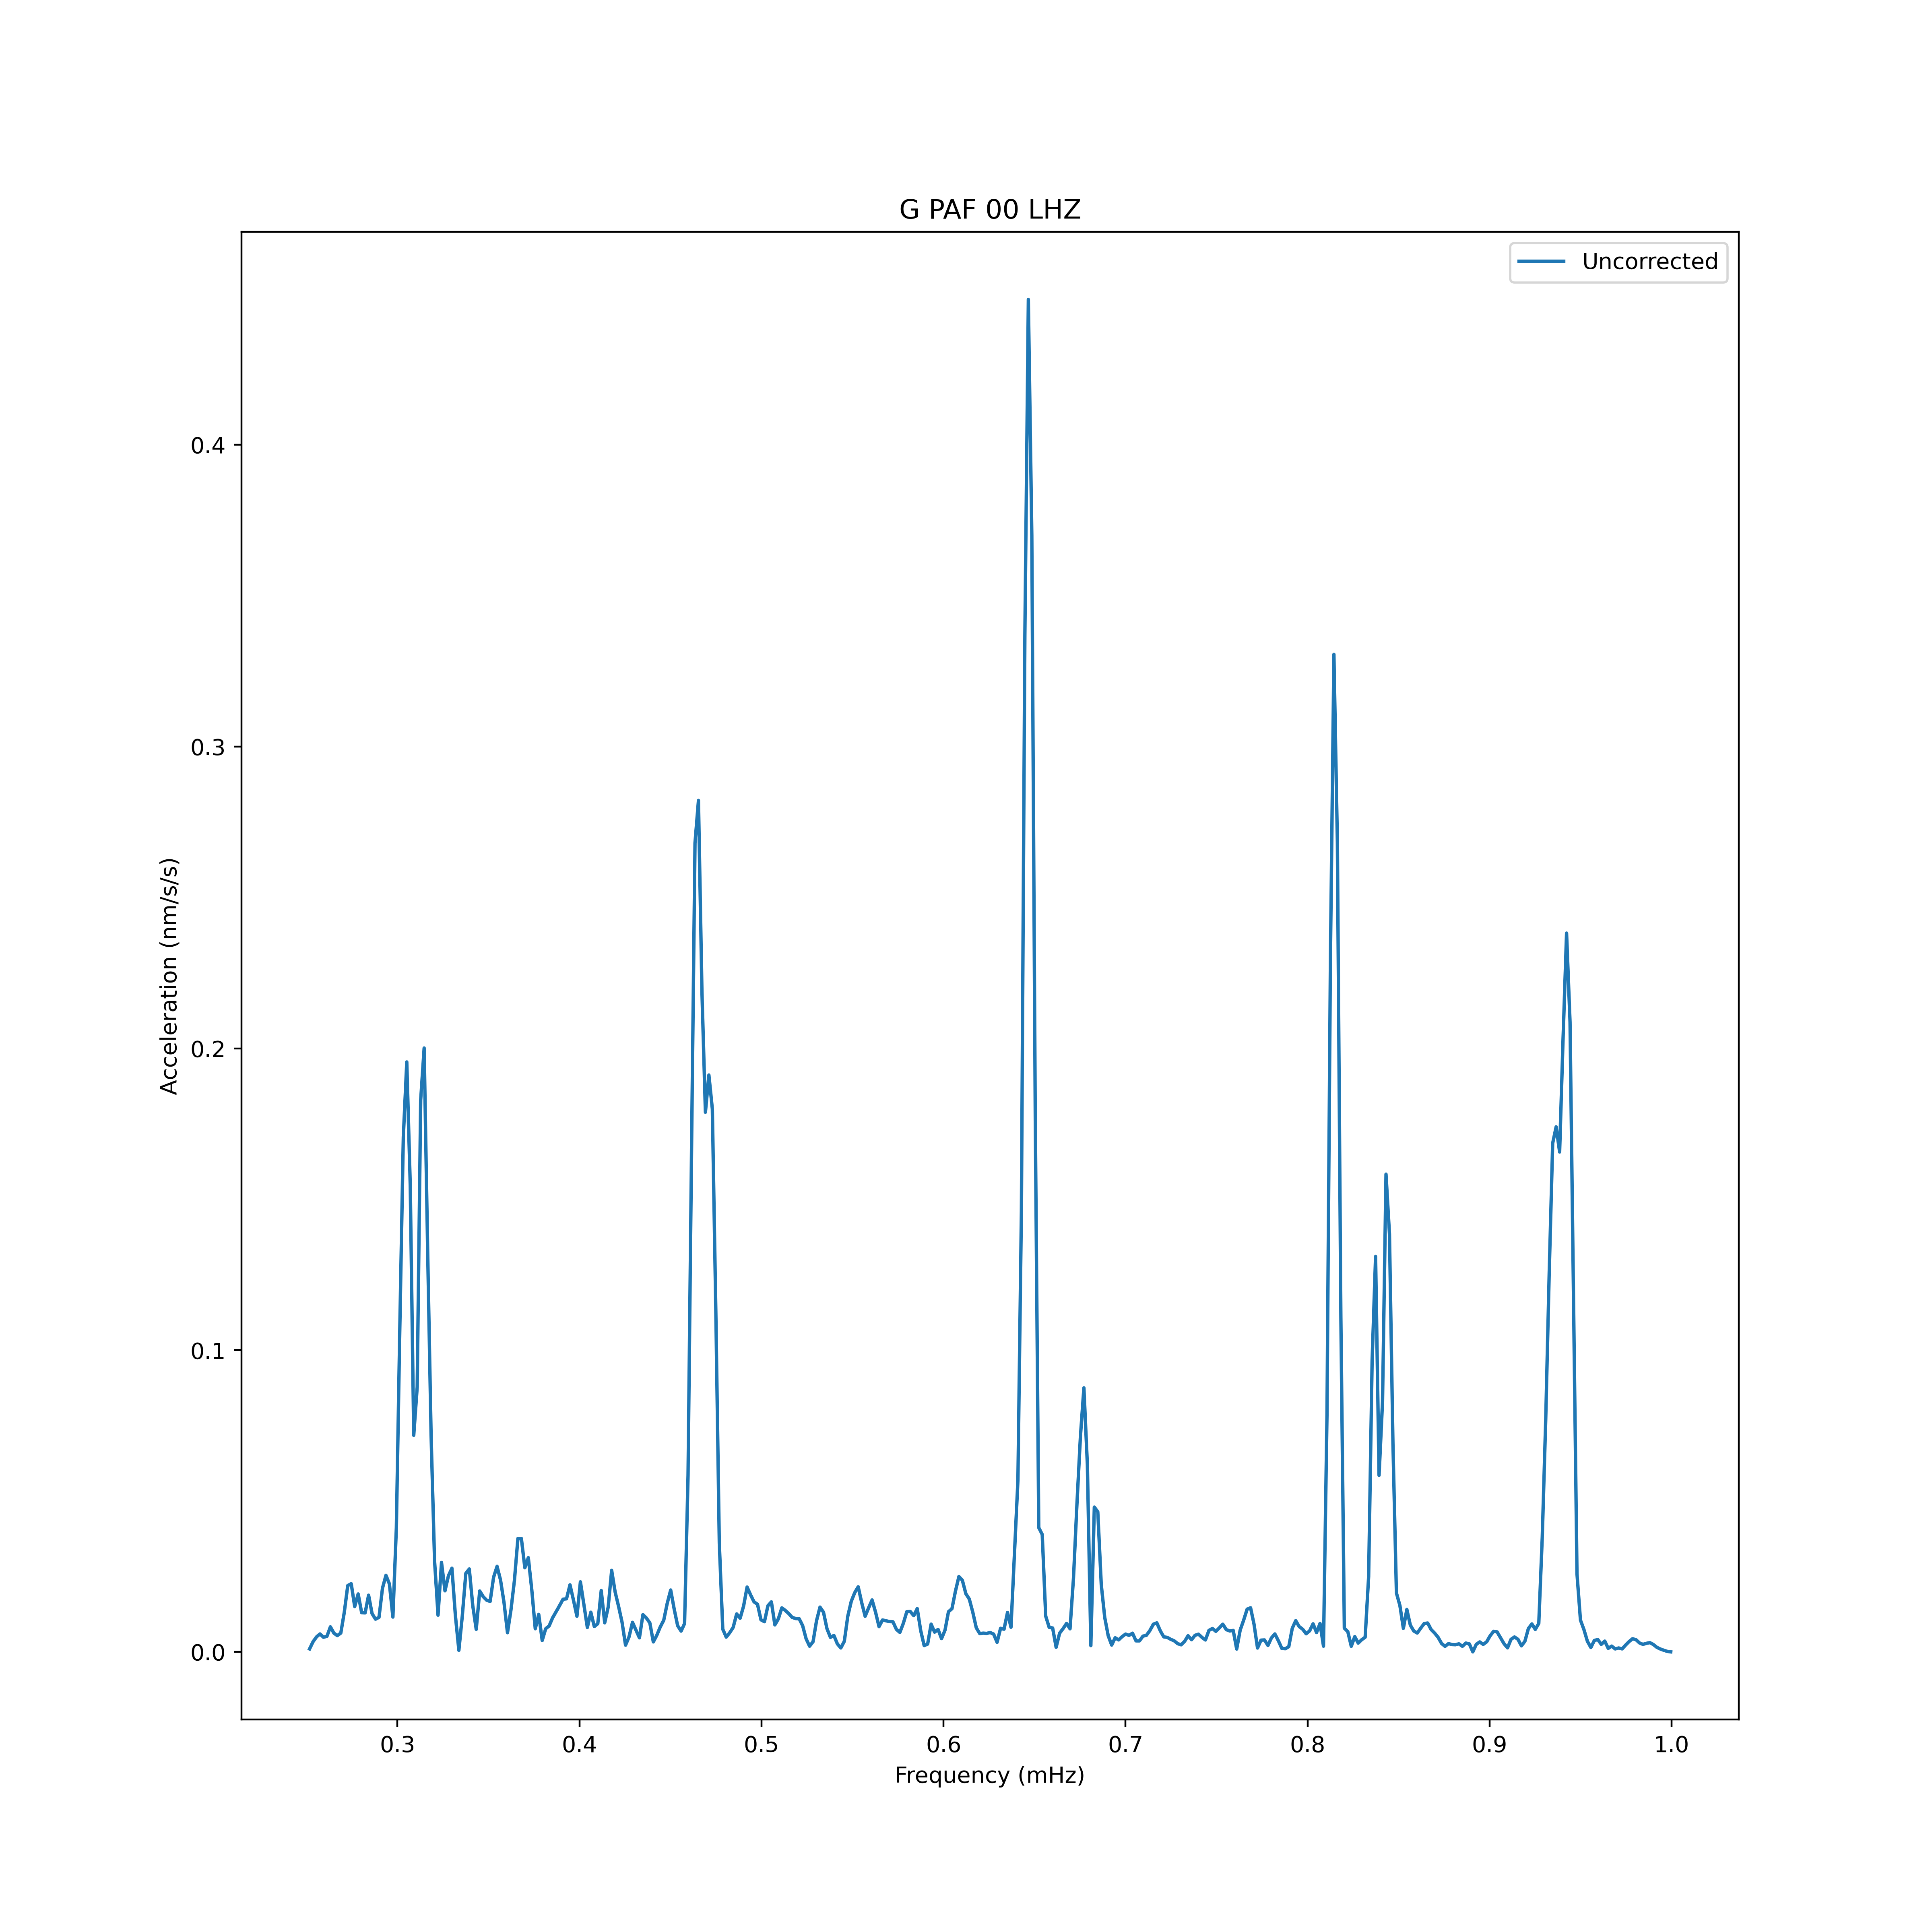 G PAF 00 LHZ
Uncorrected
Acceleration (nm/s/s)
0.4
0.3
0.2
0.1
0.0
0.3 0.4 0.5 0.6 0.7 0.8 0.9 1.0
Frequency (mHz)